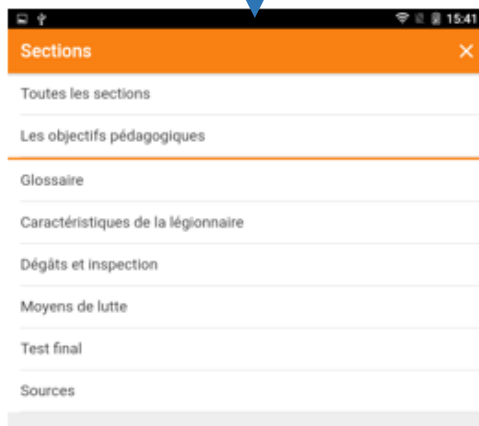 15:41
Sections
Toutes les sections
Les objectifs pédagogiques
Glossaire
Caractéristiques de la légionnaire
Dégâts et inspection
Moyens de lutte
Test final
Sources